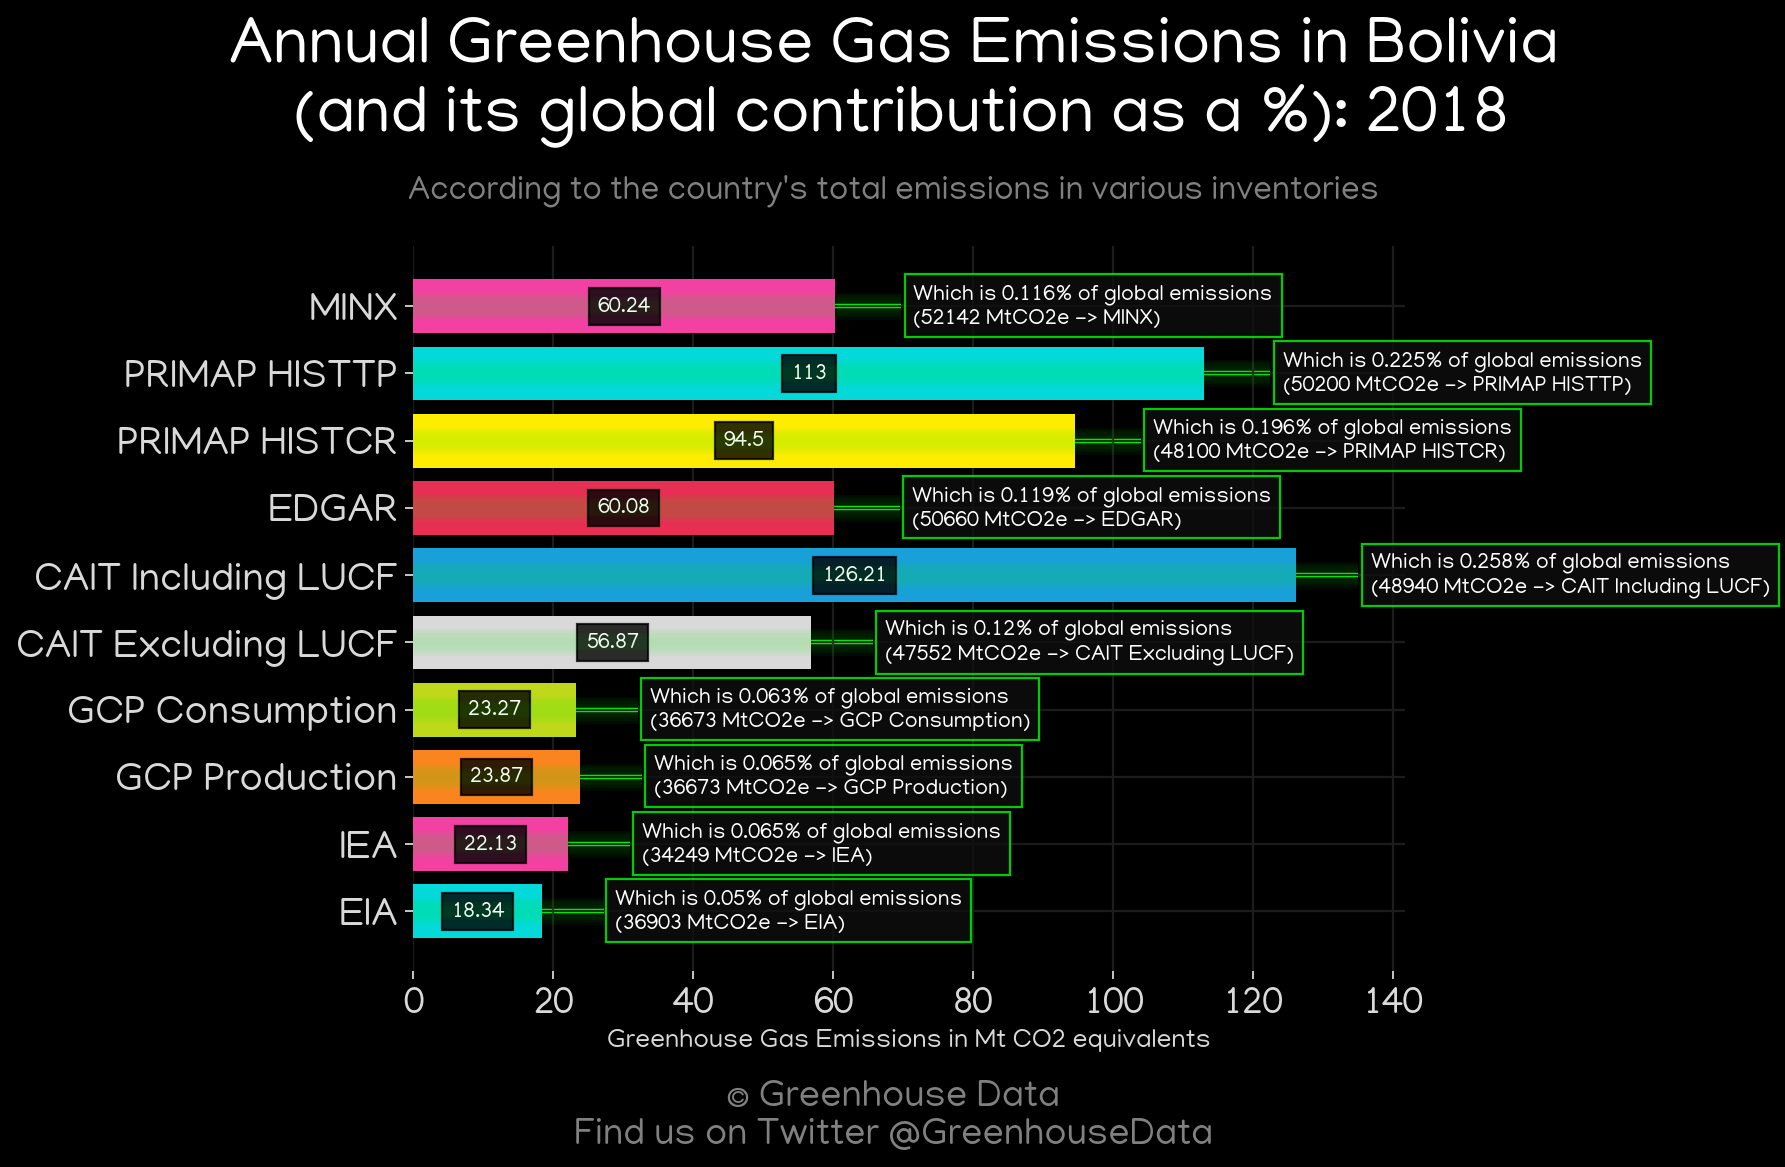 Annual Greenhouse Gas Emissions in Bolivia
(and its global contribution as a %): 2018
According to the country's total emissions in various inventories
MINX
60.24
Which is 0.116% of global emissions
(52142 MtCO2e -> MINX)
PRIMAP HISTTP
113
Which is 0.225% of global emissions
(50200 MtCO2e -> PRIMAP HISTTP)
PRIMAP HISTCR
94.5
Which is 0.196% of global emissions
(48100 MtCO2e -> PRIMAP HISTCR)
EDGAR
60.08
Which is 0.119% of global emissions
(50660 MtCO2e -> EDGAR)
CAIT Including LUCF
126.21
Which is 0.258% of global emissions
(48940 MtCO2e -> CAIT Including LUCF)
CAIT Excluding LUCF
56.87
Which is 0.12% of global emissions
(47552 MtCO2e -> CAIT Excluding LUCF)
GCP Consumption
23.27
Which is 0.063% of global emissions
(36673 MtCO2e -> GCP Consumption)
GCP Production
23.87
Which is 0.065% of global emissions
(36673 MtCO2e -> GCP Production)
IEA
22.13
Which is 0.065% of global emissions
(34249 MtCO2e -> IEA)
EIA
18.34
Which is 0.05% of global emissions
(36903 MtCO2e -> EIA)
0 20 40 60 80 100 120 140
Greenhouse Gas Emissions in Mt CO2 equivalents
© Greenhouse Data
Find us on Twitter @GreenhouseData